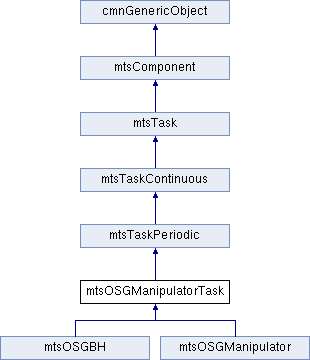 cmnGenericObject
mtsComponent
mtsTask
mtsTaskContinuous
mtsTaskPeriodic
mtsOSGManipulatorTask
mtsOSGBH
mtsOSGManipulator